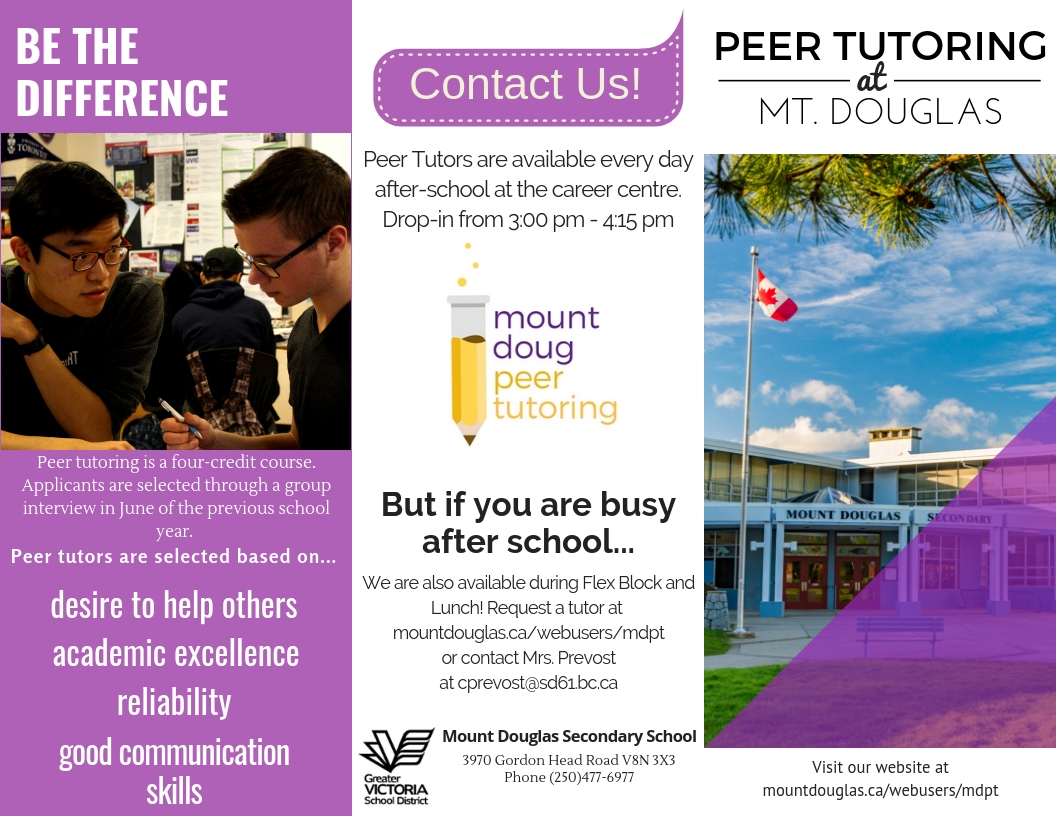 BE THE
DIFFERENCE
TORONTO
Peer tutoring is a four-credit course.
Applicants are selected through a group
interview in June of the previous school
year.
Peer tutors are selected based on...
desire to help others
academic excellence
reliability
good communication
skills
Contact Us!
Peer Tutors are available every day
after-school at the career centre.
Drop-in from 3:00 pm - 4:15 pm
mount
doug
peer
tutoring
But if you are busy
after school...
We are also available during Flex Block and
Lunch! Request a tutor at
mountdouglas.ca/webusers/mdpt
or contact Mrs. Prevost
at cprevost@sd61.bc.ca
Greater
VICTORIA
School District
Mount Douglas Secondary School
3970 Gordon Head Road V8N 3X3
Phone (250)477-6977
PEER TUTORING
at
MT. DOUGLAS
MOUNT DOUGLAS SECONDARY
Visit our website at
mountdouglas.ca/webusers/mdpt